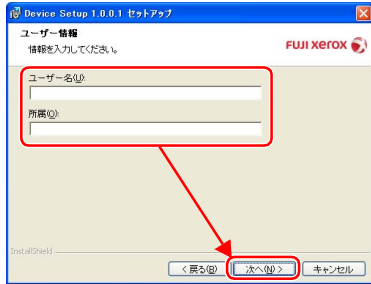 Device Setup 1.0.0.1 セットアップ
ユーザー情報
情報を入力してください。
FUJI XEROX
ユーザー名(U):
所属(O):
InstallShield
< 戻る(B)
次へ(N) >
キャンセル